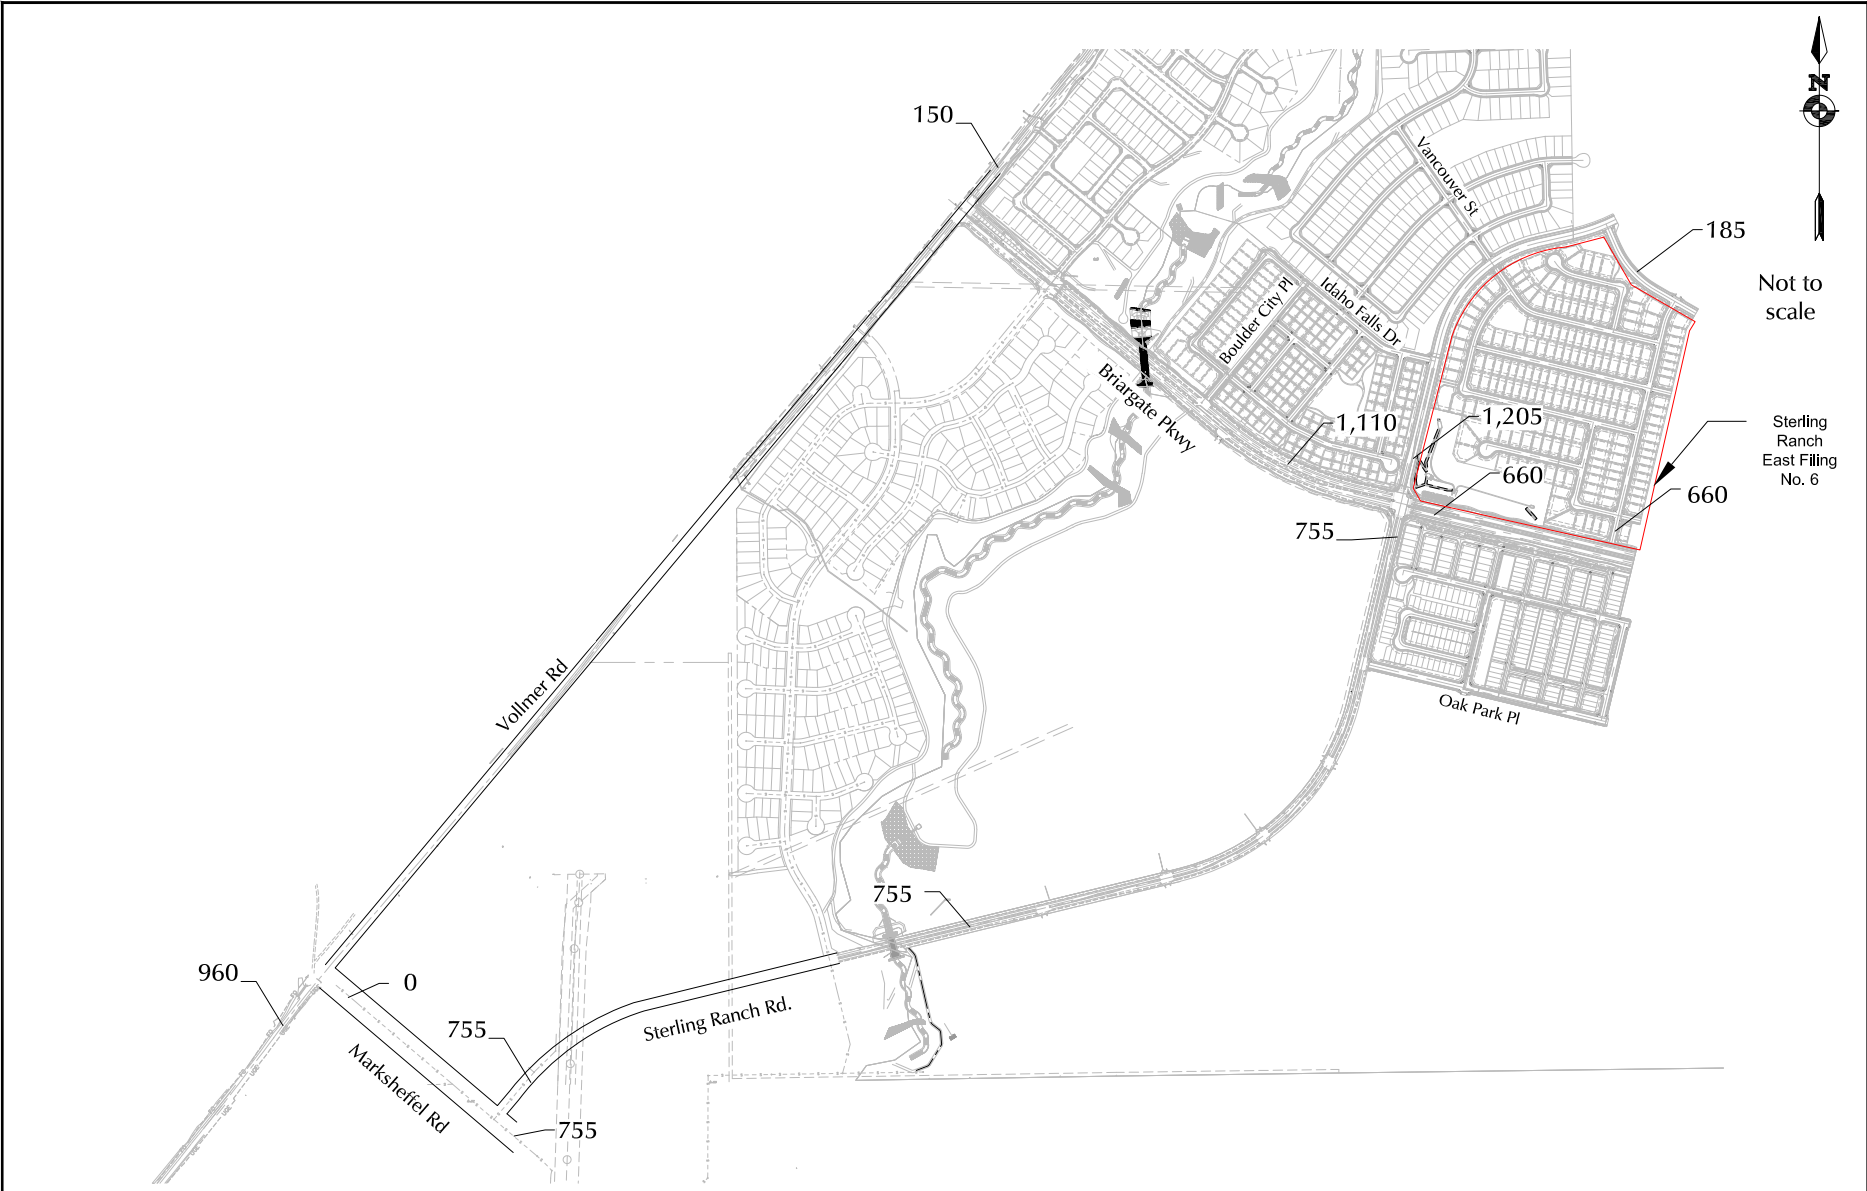 N
150
Vancouver St
185
Not to
scale
Boulder City Pl
Idaho Falls Dr
Briargate Pkwy
1,110
1,205
660
Sterling
Ranch
East Filing
No. 6
660
755
Vollmer Rd
Oak Park Pl
755
960
0
755
Sterling Ranch Rd.
Marksheffel Rd
755